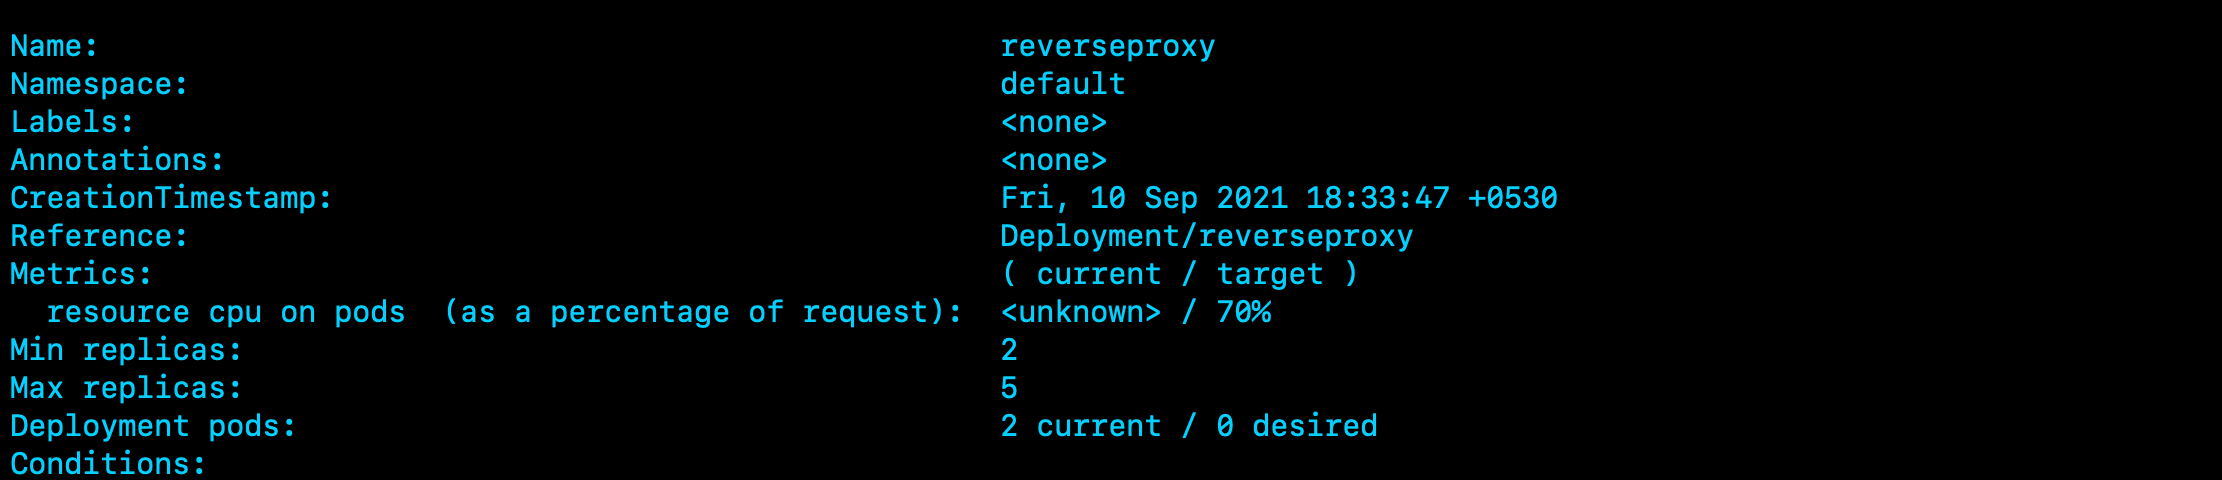 Name: reverseproxy
Namespace: default
Labels: <none>
Annotations: <none>
CreationTimestamp: Fri, 10 Sep 2021 18:33:47 +0530
Reference: Deployment/reverseproxy
Metrics: ( current / target )
  resource cpu on pods  (as a percentage of request): <unknown> / 70%
Min replicas: 2
Max replicas: 5
Deployment pods: 2 current / 0 desired
Conditions: